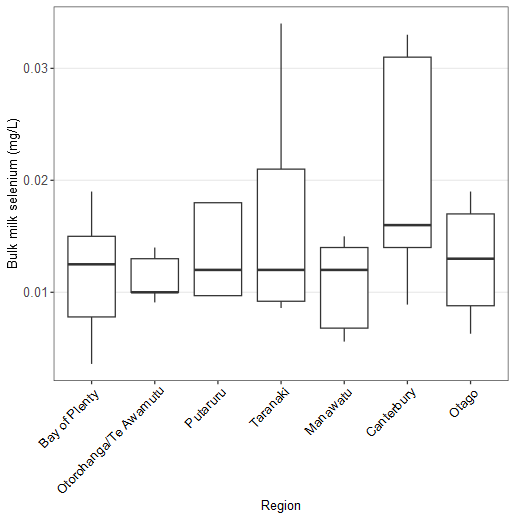 Bulk milk selenium (mg/L)
0.03
0.02
0.01
Bay of Plenty
Otorohanga/Te Awamutu
Putaruru
Taranaki
Manawatu
Canterbury
Otago
Region